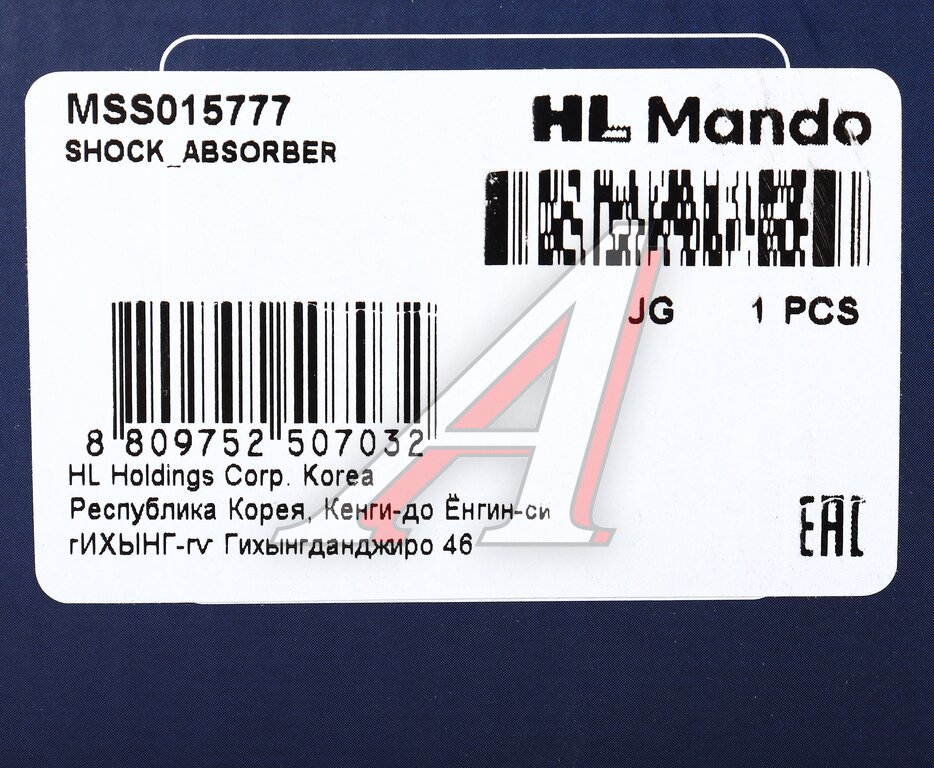 MSS015777
SHOCK_ABSORBER
HL Mando
JG 1 PCS
8 809752 507032
HL Holdings Corp. Korea
Республика Корея, Кенги-до Ёнгин-си
гИХЫНГ-гу Гихынгданджиро 46
EAC